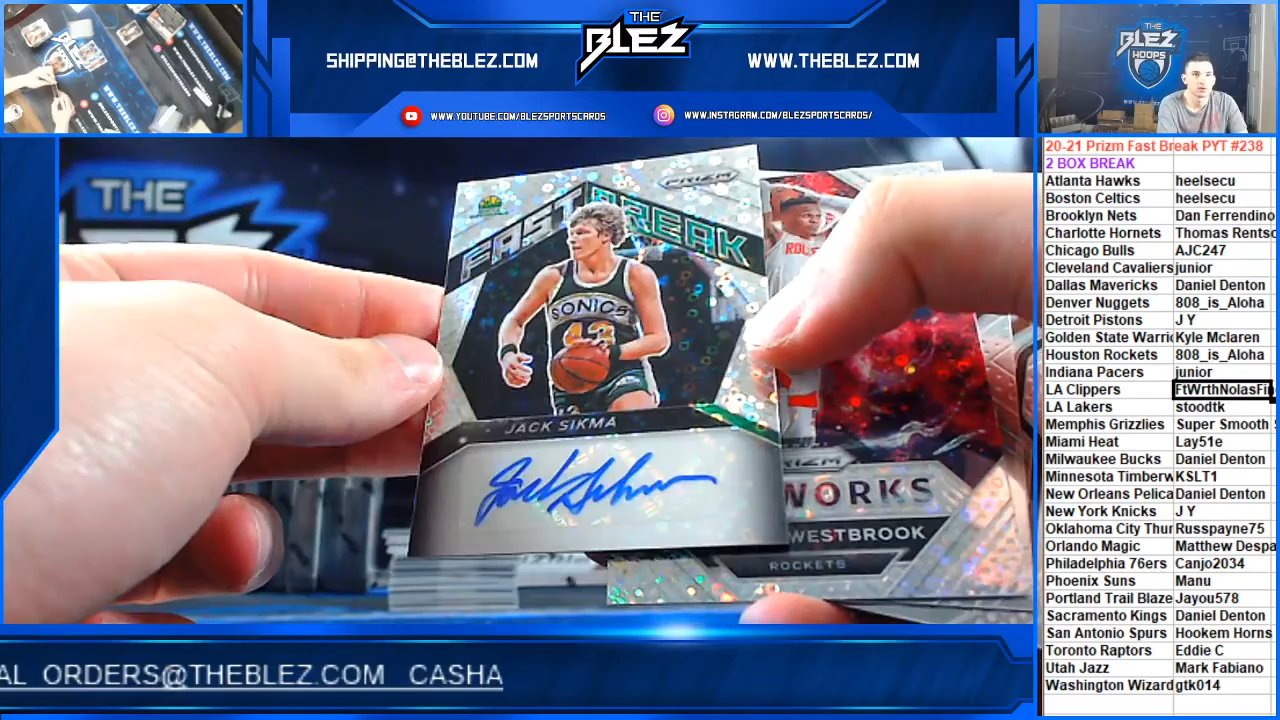 THE
BLEZ
SHIPPING@THEBLEZ.COM
WWW.THEBLEZ.COM
WWW.YOUTUBE.COM/BLEZSPORTSCARDS
WWW.INSTAGRAM.COM/BLEZSPORTSCARDS/
THE
BLEZ
HOOPS
THE
PRIZM
FAST BREAK
SONICS
43
JACK SIKMA
Jack Sikma
PRIZM
WORKS
WESTBROOK
ROCKETS
20-21 Prizm Fast Break PYT #238
2 BOX BREAK
Atlanta Hawks heelsecu
Boston Celtics heelsecu
Brooklyn Nets Dan Ferrendino
Charlotte Hornets Thomas Rentsc
Chicago Bulls AJC247
Cleveland Cavaliers junior
Dallas Mavericks Daniel Denton
Denver Nuggets 808_is_Aloha
Detroit Pistons J Y
Golden State Warric Kyle Mclaren
Houston Rockets 808_is_Aloha
Indiana Pacers junior
LA Clippers FtWrthNolasFi
LA Lakers stoodtk
Memphis Grizzlies Super Smooth
Miami Heat Lay51e
Milwaukee Bucks Daniel Denton
Minnesota Timberw KSLT1
New Orleans Pelica Daniel Denton
New York Knicks J Y
Oklahoma City Thur Russpayne75
Orlando Magic Matthew Despa
Philadelphia 76ers Canjo2034
Phoenix Suns Manu
Portland Trail Blaze Jayou578
Sacramento Kings Daniel Denton
San Antonio Spurs Hookem Horns
Toronto Raptors Eddie C
Utah Jazz Mark Fabiano
Washington Wizard gtk014
AL ORDERS@THEBLEZ.COM CASHA